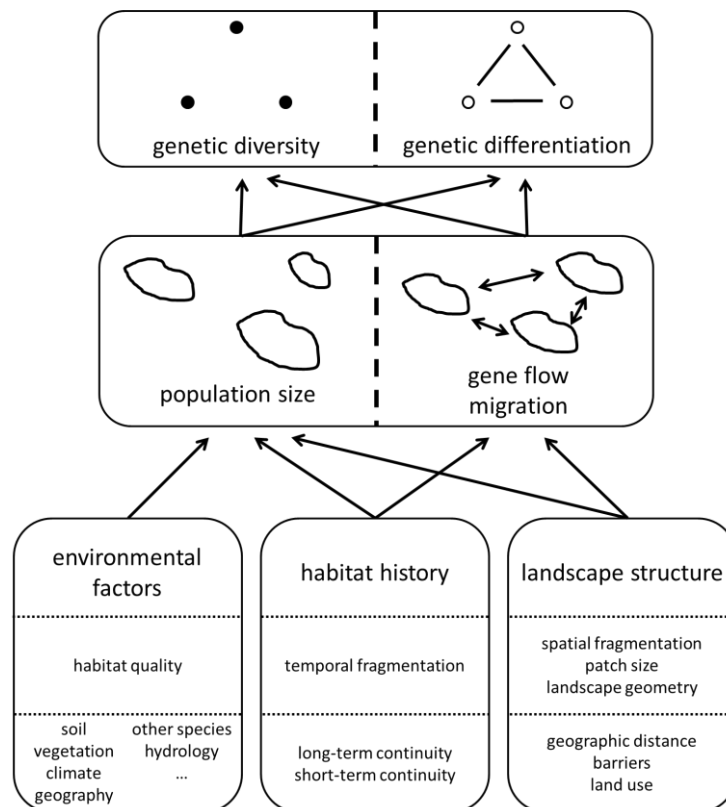 genetic diversity
genetic differentiation
population size
gene flow
migration
environmental
factors
habitat quality
soil
vegetation
climate
geography
other species
hydrology
...
habitat history
temporal fragmentation
long-term continuity
short-term continuity
landscape structure
spatial fragmentation
patch size
landscape geometry
geographic distance
barriers
land use